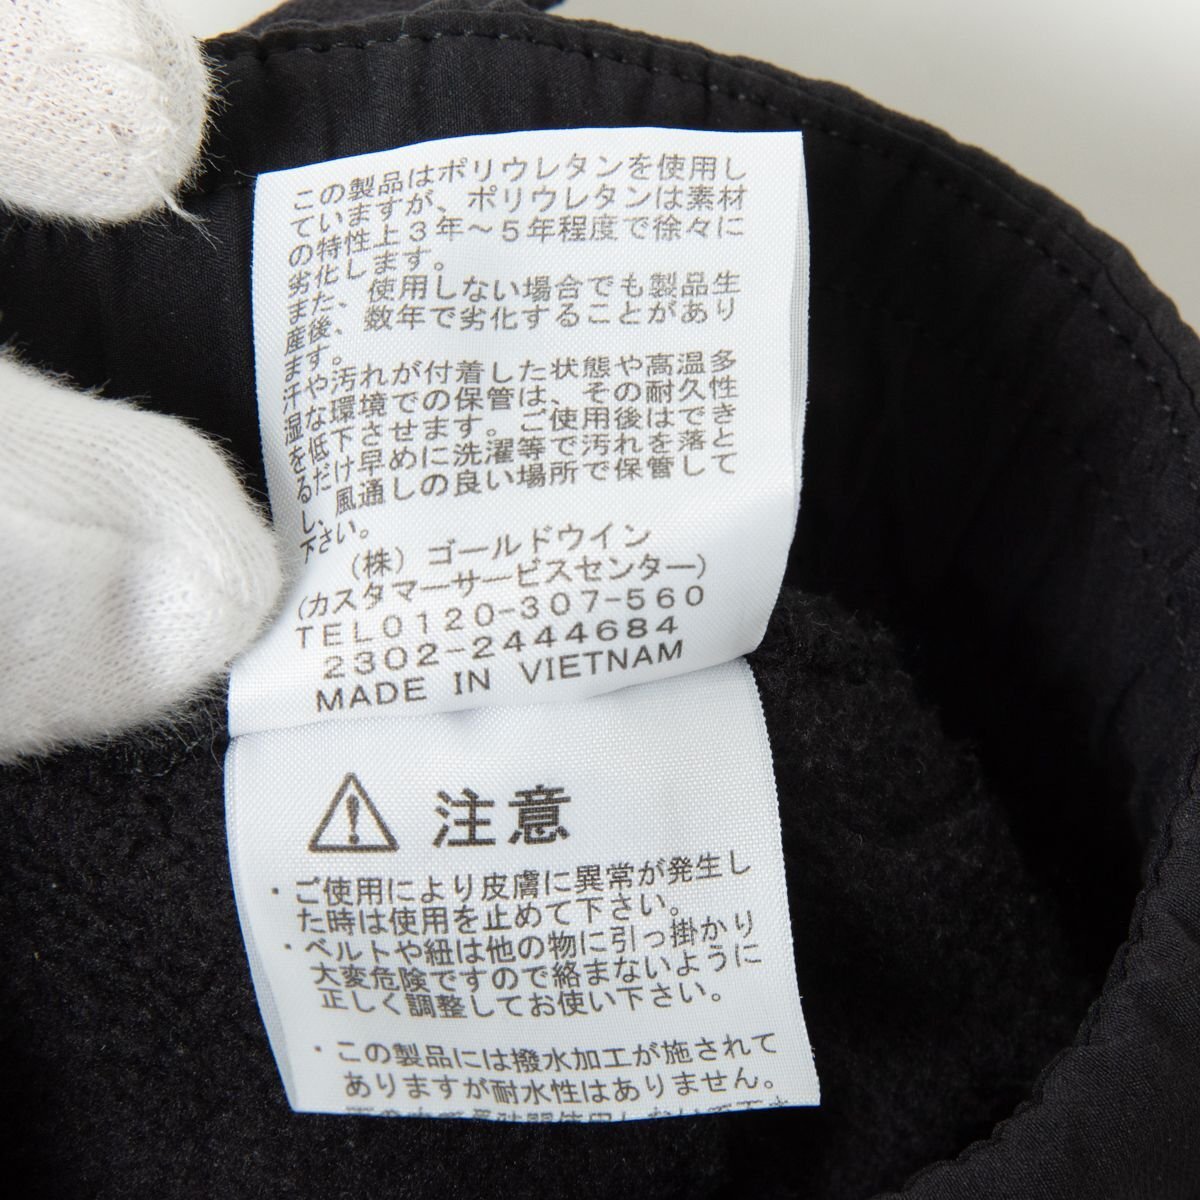 この製品はポリウレタンを使用し
ていますが、ポリウレタンは素材
の特性上3年～5年程度で徐々に
劣化します。
また、使用しない場合でも製品生
産後、数年で劣化することがあり
ます。
汗や汚れが付着した状態や高温多
湿な環境での保管は、その耐久性
を低下させます。ご使用後はでき
るだけ早めに洗濯等で汚れを落と
し、風通しの良い場所で保管して
下さい。
(株) ゴールドウイン
(カスタマーサービスセンター)
TEL0120-307-560
2302-2444684
MADE IN VIETNAM
注意
・ご使用により皮膚に異常が発生し
た時は使用を止めて下さい。
・ベルトや紐は他の物に引っ掛かり
大変危険ですので絡まないように
正しく調整してお使い下さい。
・この製品には撥水加工が施されて
ありますが耐水性はありません。